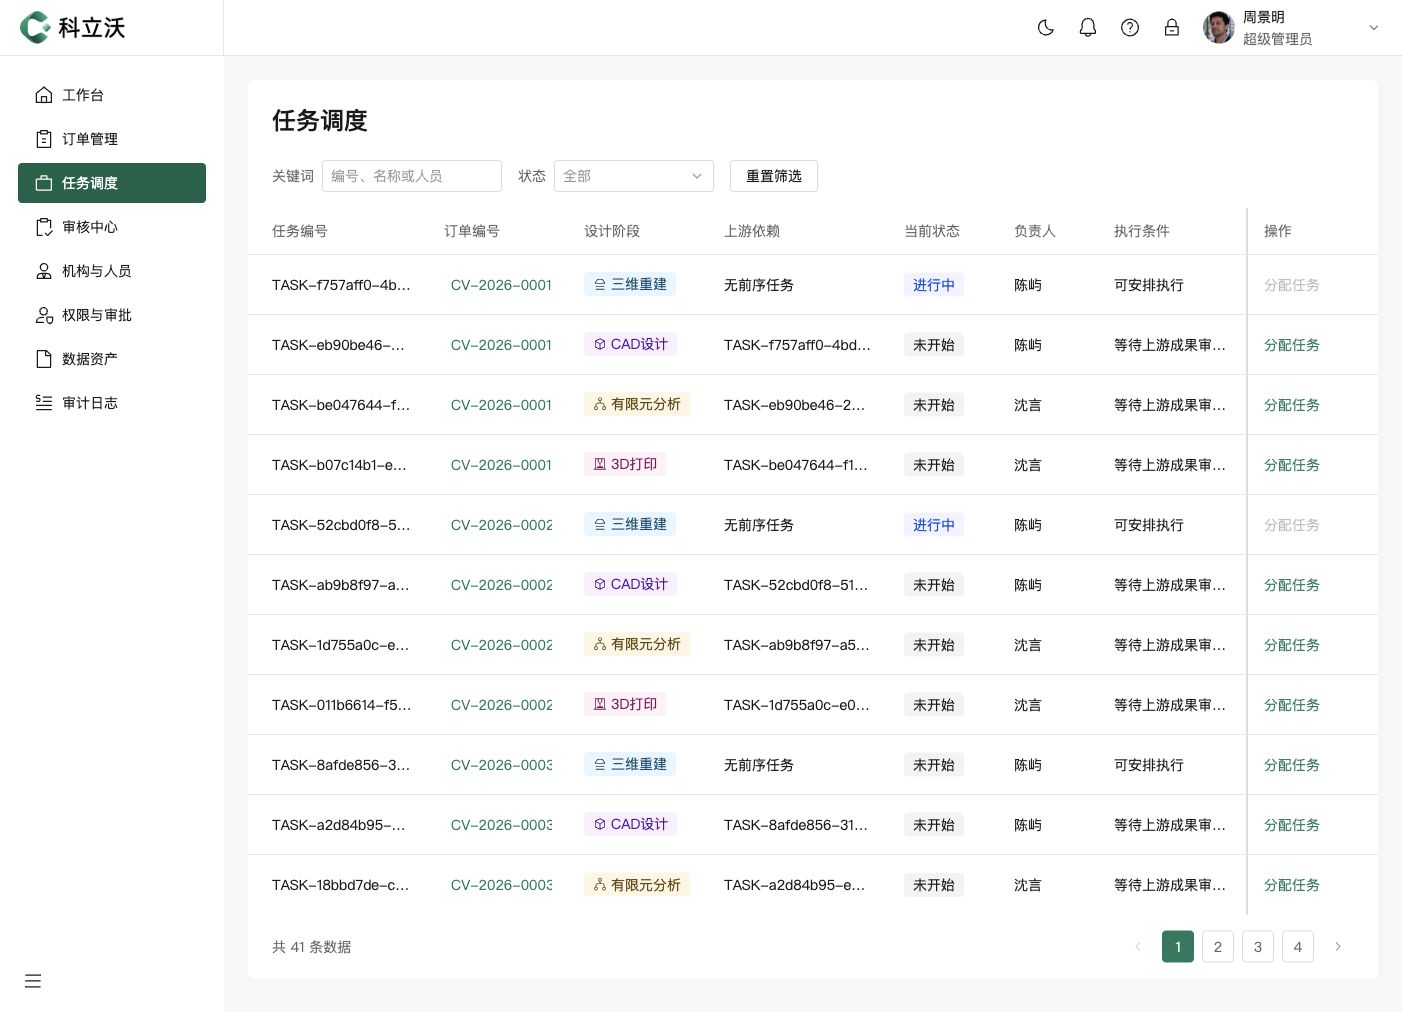 科立沃
周景明
超级管理员
工作台
订单管理
任务调度
审核中心
机构与人员
权限与审批
数据资产
审计日志
任务调度
关键词 编号、名称或人员 状态 全部 重置筛选
任务编号 订单编号 设计阶段 上游依赖 当前状态 负责人 执行条件 操作
TASK-f757aff0-4b... CV-2026-0001 三维重建 无前序任务 进行中 陈屿 可安排执行 分配任务
TASK-eb90be46-... CV-2026-0001 CAD设计 TASK-f757aff0-4bd... 未开始 陈屿 等待上游成果审... 分配任务
TASK-be047644-f... CV-2026-0001 有限元分析 TASK-eb90be46-2... 未开始 沈言 等待上游成果审... 分配任务
TASK-b07c14b1-e... CV-2026-0001 3D打印 TASK-be047644-f1... 未开始 沈言 等待上游成果审... 分配任务
TASK-52cbd0f8-5... CV-2026-0002 三维重建 无前序任务 进行中 陈屿 可安排执行 分配任务
TASK-ab9b8f97-a... CV-2026-0002 CAD设计 TASK-52cbd0f8-51... 未开始 陈屿 等待上游成果审... 分配任务
TASK-1d755a0c-e... CV-2026-0002 有限元分析 TASK-ab9b8f97-a5... 未开始 沈言 等待上游成果审... 分配任务
TASK-011b6614-f5... CV-2026-0002 3D打印 TASK-1d755a0c-e0... 未开始 沈言 等待上游成果审... 分配任务
TASK-8afde856-3... CV-2026-0003 三维重建 无前序任务 未开始 陈屿 可安排执行 分配任务
TASK-a2d84b95-... CV-2026-0003 CAD设计 TASK-8afde856-31... 未开始 陈屿 等待上游成果审... 分配任务
TASK-18bbd7de-c... CV-2026-0003 有限元分析 TASK-a2d84b95-e... 未开始 沈言 等待上游成果审... 分配任务
共 41 条数据 1 2 3 4